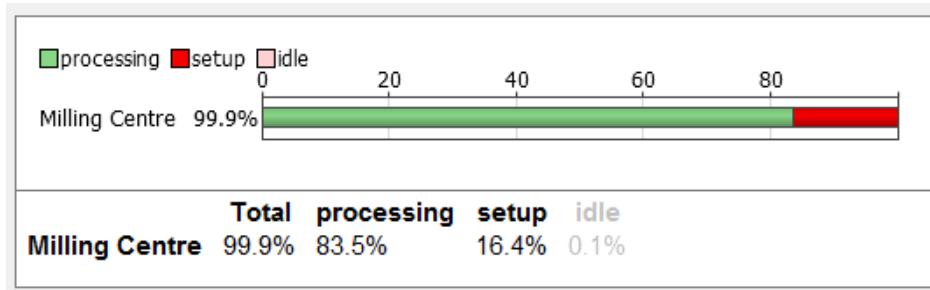 processing setup idle
0 20 40 60 80
Milling Centre 99.9%
Total processing setup idle
Milling Centre 99.9% 83.5% 16.4% 0.1%